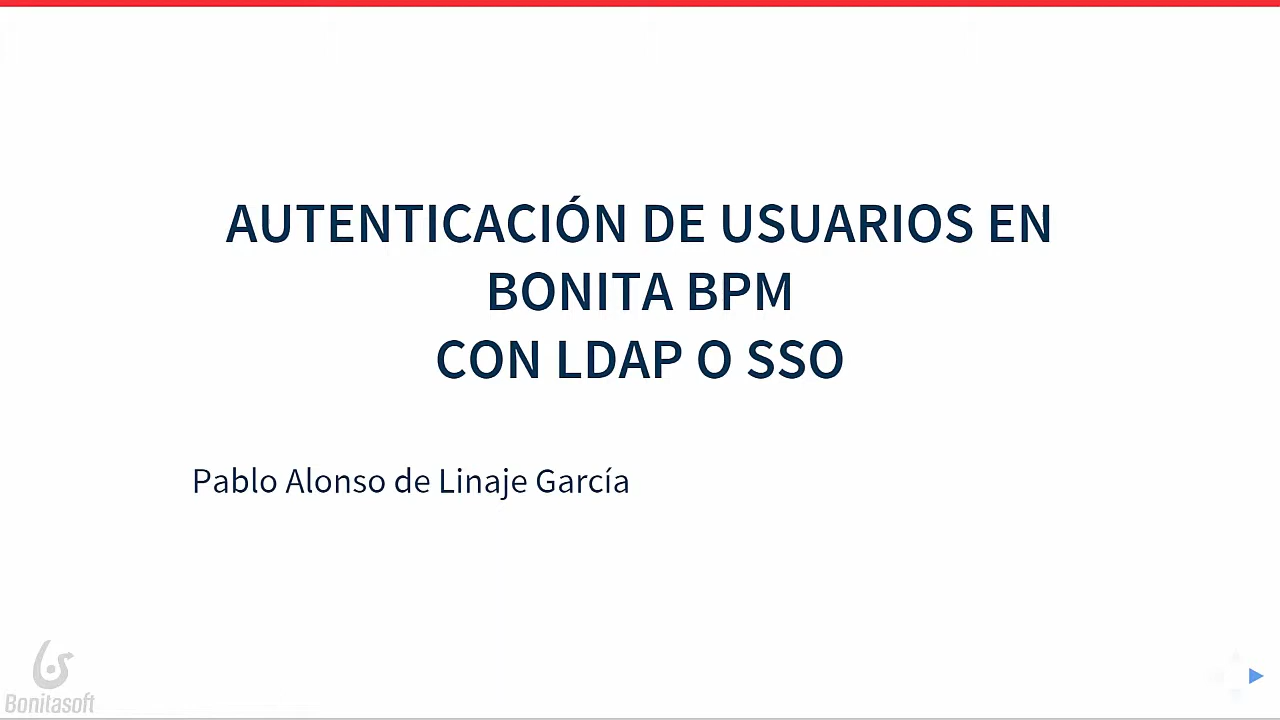 AUTENTICACIÓN DE USUARIOS EN
BONITA BPM
CON LDAP O SSO
Pablo Alonso de Linaje García
Bonitasoft